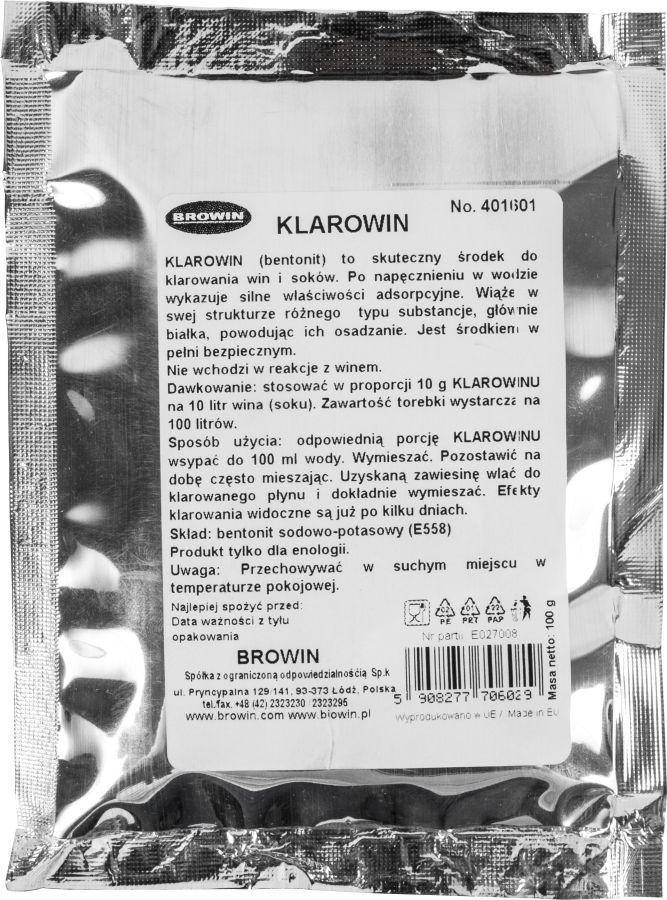 BROWIN
KLAROWIN
No. 401601
KLAROWIN (bentonit) to skuteczny środek do
klarowania win i soków. Po napęcznieniu w wodzie
wykazuje silne właściwości adsorpcyjne. Wiąże w
swej strukturze różnego typu substancje, głównie
białka, powodując ich osadzanie. Jest środkiem w
pełni bezpiecznym.
Nie wchodzi w reakcje z winem.
Dawkowanie: stosować w proporcji 10 g KLAROWINU
na 10 litr wina (soku). Zawartość torebki wystarcza na
100 litrów.
Sposób użycia: odpowiednią porcję KLAROWINU
wsypać do 100 ml wody. Wymieszać. Pozostawić na
dobę często mieszając. Uzyskaną zawiesinę wlać do
klarowanego płynu i dokładnie wymieszać. Efekty
klarowania widoczne są już po kilku dniach.
Skład: bentonit sodowo-potasowy (E558)
Produkt tylko dla enologii.
Uwaga: Przechowywać w suchym miejscu w
temperaturze pokojowej.
Najlepiej spożyć przed:
Data ważności z tyłu
opakowania
02 01 22
PE PET PAP
Nr partii E027008
BROWIN
Spółka z ograniczoną odpowiedzialnością Sp.k
ul. Pryncypalna 129/141, 93-373 Łódź, Polska
tel.fax. +48 (42) 2323230 2323295
www.browin.com www.biowin.pl
5 908277 706029
Masa netto: 100 g
Wyprodukowano w UE / Made in EU